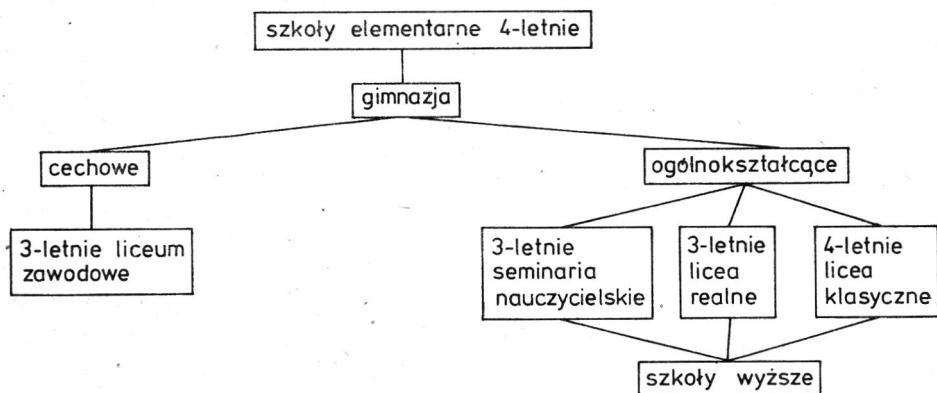 szkoły elementarne 4-letnie
gimnazja
cechowe
ogólnokształcące
3-letnie liceum
zawodowe
3-letnie
seminaria
nauczycielskie
3-letnie
licea
realne
4-letnie
licea
klasyczne
szkoły wyższe